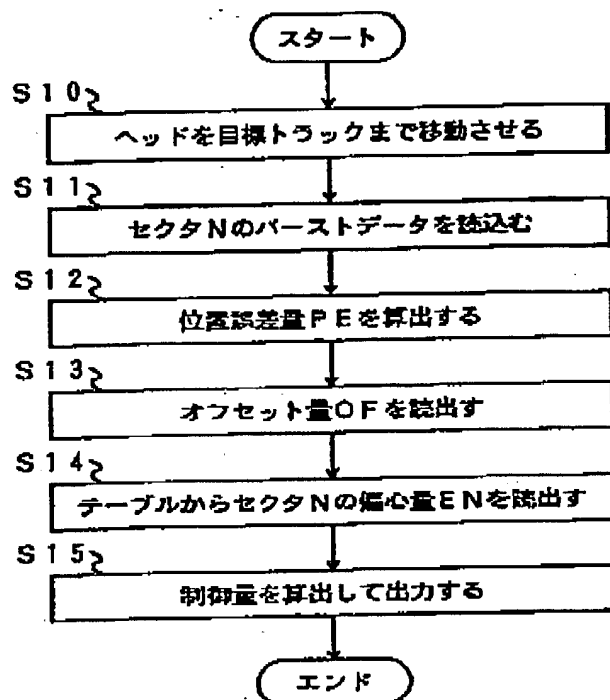 スタート
S10
ヘッドを目標トラックまで移動させる
S11
セクタNのバーストデータを読込む
S12
位置誤差量PEを算出する
S13
オフセット量OFを読出す
S14
テーブルからセクタNの偏心量ENを読出す
S15
制御量を算出して出力する
エンド